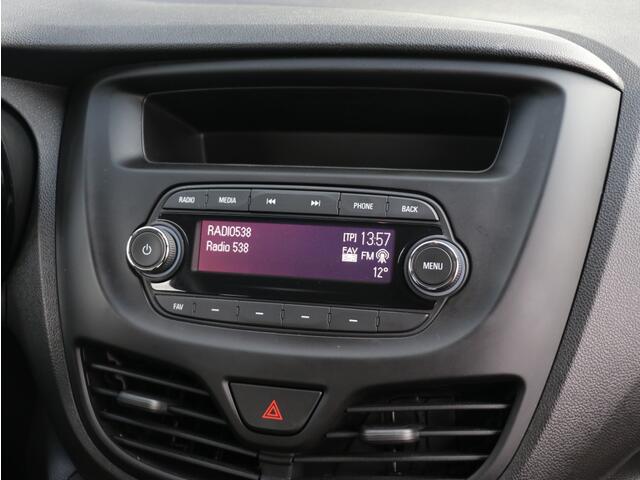 RADIO MEDIA PHONE BACK
RADIO538 [TP] 13:57
Radio 538 FAV FM
12°
MENU
FAV